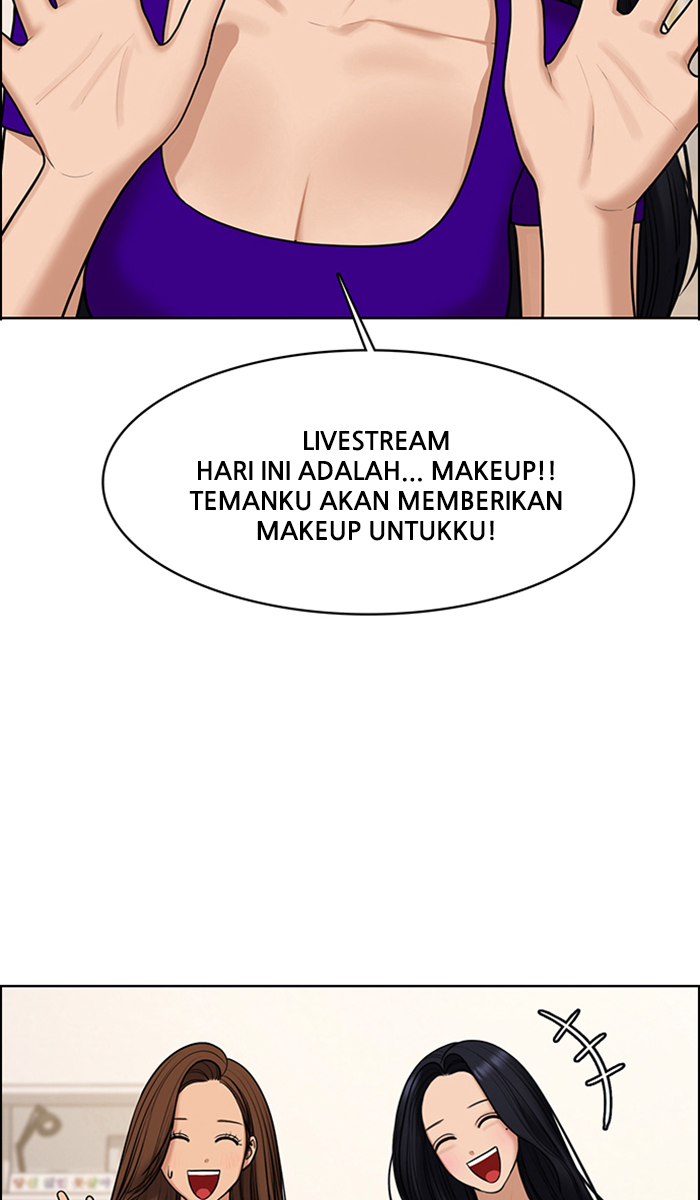 LIVESTREAM
HARI INI ADALAH... MAKEUP!!
TEMANKU AKAN MEMBERIKAN
MAKEUP UNTUKKU!